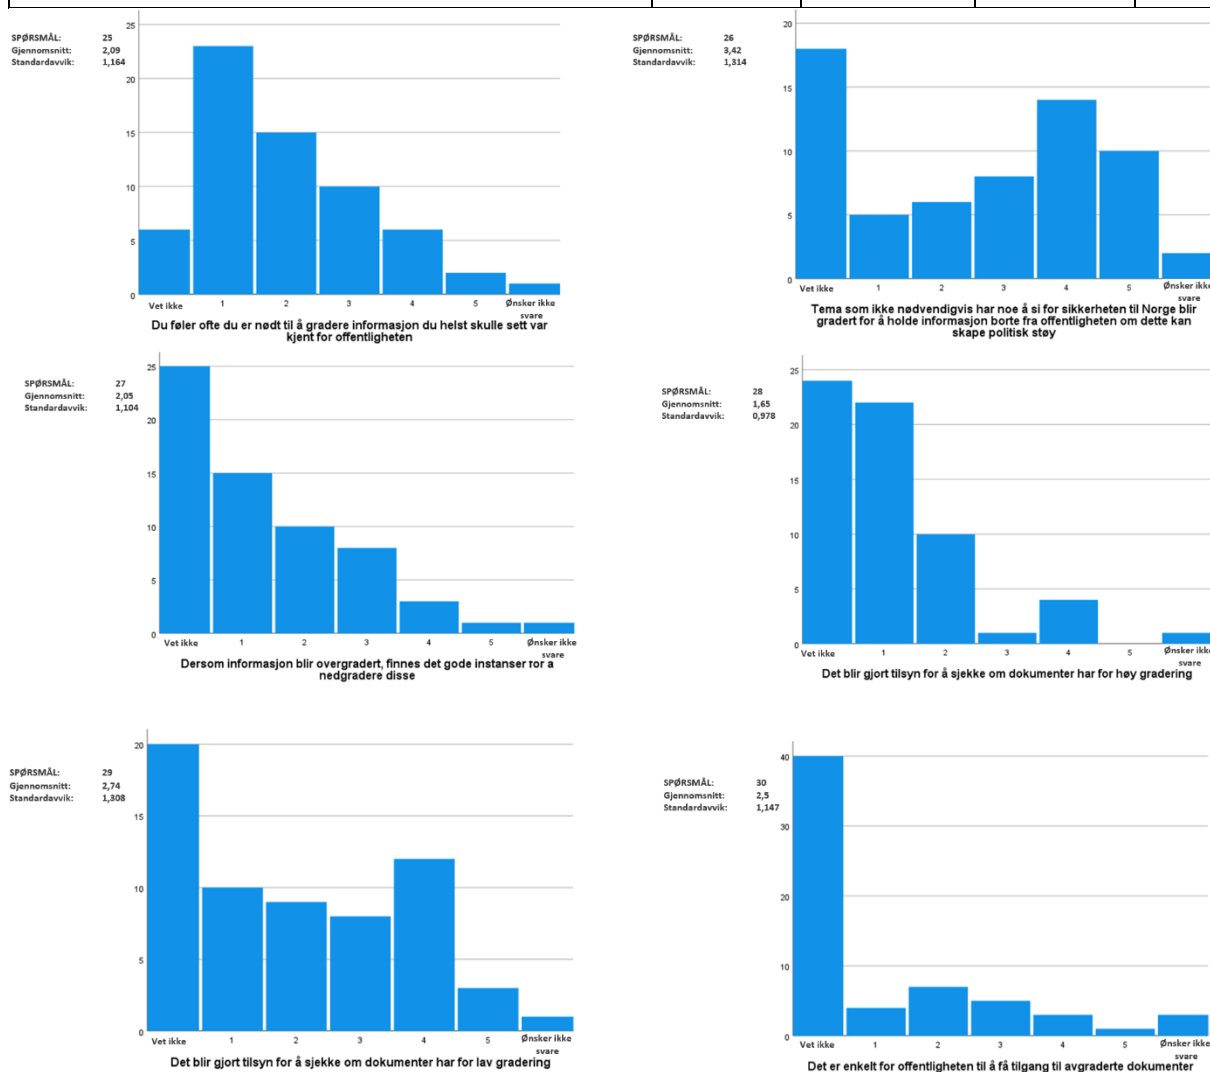 SPØRSMÅL: 25
Gjennomsnitt: 2,09
Standardavvik: 1,164
25
20
15
10
5
0
Vet ikke 1 2 3 4 5 Ønsker ikke
svare
Du føler ofte du er nødt til å gradere informasjon du helst skulle sett var
kjent for offentligheten
SPØRSMÅL: 26
Gjennomsnitt: 3,42
Standardavvik: 1,314
20
15
10
5
0
Vet ikke 1 2 3 4 5 Ønsker ikke
svare
Tema som ikke nødvendigvis har noe å si for sikkerheten til Norge blir
gradert for å holde informasjon borte fra offentligheten om dette kan
skape politisk støy
SPØRSMÅL: 27
Gjennomsnitt: 2,05
Standardavvik: 1,104
25
20
15
10
5
0
Vet ikke 1 2 3 4 5 Ønsker ikke
svare
Dersom informasjon blir overgradert, finnes det gode instanser for å
nedgradere disse
SPØRSMÅL: 28
Gjennomsnitt: 1,65
Standardavvik: 0,978
25
20
15
10
5
0
Vet ikke 1 2 3 4 5 Ønsker ikke
svare
Det blir gjort tilsyn for å sjekke om dokumenter har for høy gradering
SPØRSMÅL: 29
Gjennomsnitt: 2,74
Standardavvik: 1,308
20
15
10
5
0
Vet ikke 1 2 3 4 5 Ønsker ikke
svare
Det blir gjort tilsyn for å sjekke om dokumenter har for lav gradering
SPØRSMÅL: 30
Gjennomsnitt: 2,5
Standardavvik: 1,147
40
30
20
10
0
Vet ikke 1 2 3 4 5 Ønsker ikke
svare
Det er enkelt for offentligheten til å få tilgang til avgraderte dokumenter